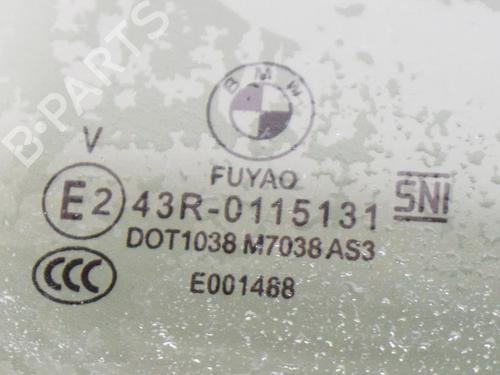 B-PARTS
BMW
V
FUYAO
E2 43R-0115131 SNI
DOT1038 M7038 AS3
CCC E001468